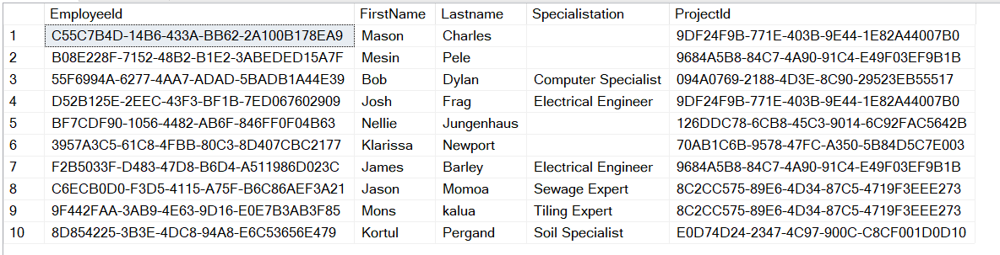 EmployeeId FirstName Lastname Specialistation ProjectId
1 C55C7B4D-14B6-433A-BB62-2A100B178EA9 Mason Charles 9DF24F9B-771E-403B-9E44-1E82A44007B0
2 B08E228F-7152-48B2-B1E2-3ABEDED15A7F Mesin Pele 9684A5B8-84C7-4A90-91C4-E49F03EF9B1B
3 55F6994A-6277-4AA7-ADAD-5BADB1A44E39 Bob Dylan Computer Specialist 094A0769-2188-4D3E-8C90-29523EB55517
4 D52B125E-2EEC-43F3-BF1B-7ED067602909 Josh Frag Electrical Engineer 9DF24F9B-771E-403B-9E44-1E82A44007B0
5 BF7CDF90-1056-4482-AB6F-846FF0F04B63 Nellie Jungenhaus 126DDC78-6CB8-45C3-9014-6C92FAC5642B
6 3957A3C5-61C8-4FBB-80C3-8D407CBC2177 Klarissa Newport 70AB1C6B-9578-47FC-A350-5B84D5C7E003
7 F2B5033F-D483-47D8-B6D4-A511986D023C James Barley Electrical Engineer 9684A5B8-84C7-4A90-91C4-E49F03EF9B1B
8 C6ECB0D0-F3D5-4115-A75F-B6C86AEF3A21 Jason Momoa Sewage Expert 8C2CC575-89E6-4D34-87C5-4719F3EEE273
9 9F442FAA-3AB9-4E63-9D16-E0E7B3AB3F85 Mons kalua Tiling Expert 8C2CC575-89E6-4D34-87C5-4719F3EEE273
10 8D854225-3B3E-4DC8-94A8-E6C53656E479 Kortul Pergand Soil Specialist E0D74D24-2347-4C97-900C-C8CF001D0D10